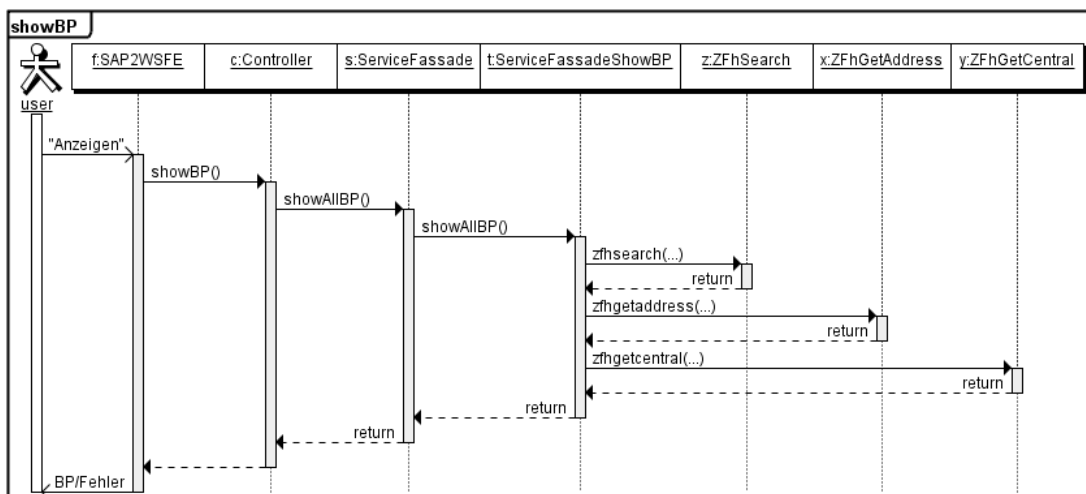 showBP
f:SAP2WSFE c:Controller s:ServiceFassade t:ServiceFassadeShowBP z:ZFhSearch x:ZFhGetAddress y:ZFhGetCentral
user
"Anzeigen"
showBP()
showAllBP()
showAllBP()
zfhsearch(...)
return
zfhgetaddress(...)
return
zfhgetcentral(...)
return
return
return
BP/Fehler